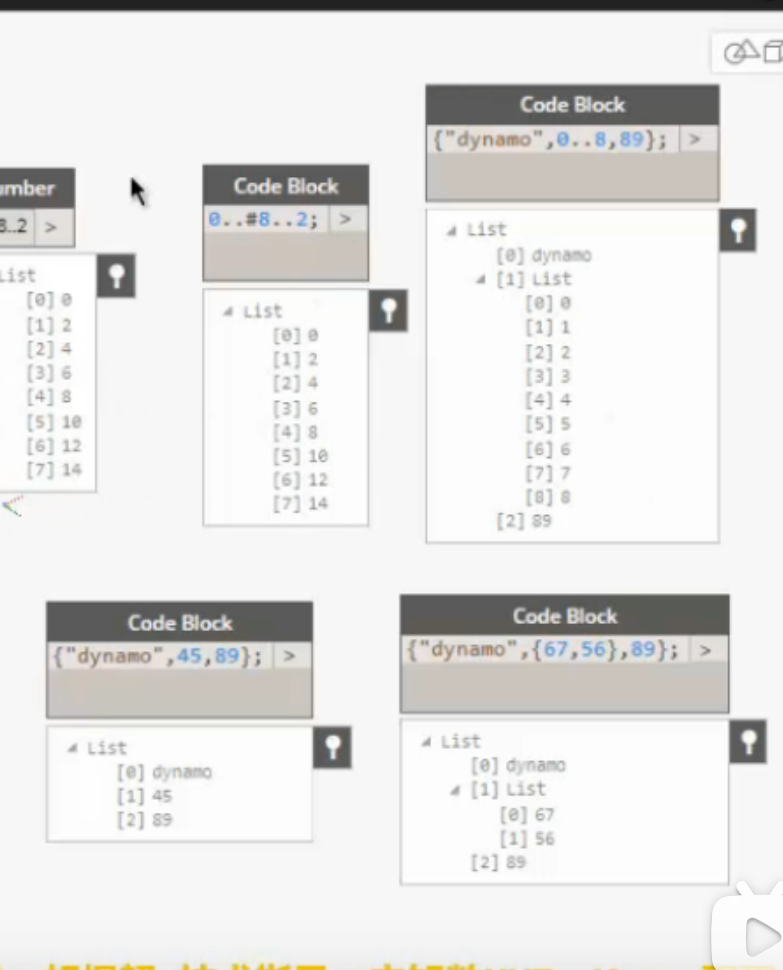 Code Block
{"dynamo",0..8,89}; >
List
[0] dynamo
[1] List
[0] 0
[1] 1
[2] 2
[3] 3
[4] 4
[5] 5
[6] 6
[7] 7
[8] 8
[2] 89
umber
8..2 >
List
[0] 0
[1] 2
[2] 4
[3] 6
[4] 8
[5] 10
[6] 12
[7] 14
Code Block
0..#8..2; >
List
[0] 0
[1] 2
[2] 4
[3] 6
[4] 8
[5] 10
[6] 12
[7] 14
Code Block
{"dynamo",45,89}; >
List
[0] dynamo
[1] 45
[2] 89
Code Block
{"dynamo",{67,56},89}; >
List
[0] dynamo
[1] List
[0] 67
[1] 56
[2] 89